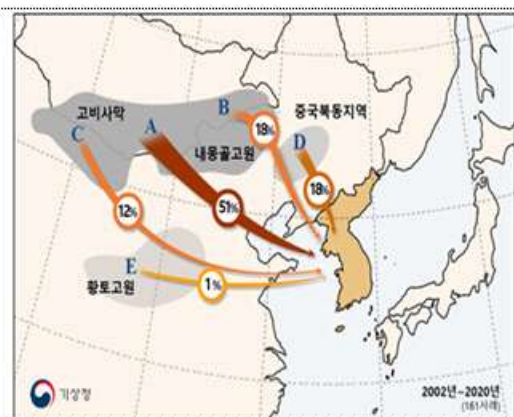 고비사막
A
B
C
중국북동지역
18%
내몽골고원
D
18%
51%
12%
E
황토고원
1%
기상청
2002년~2020년
(161사례)